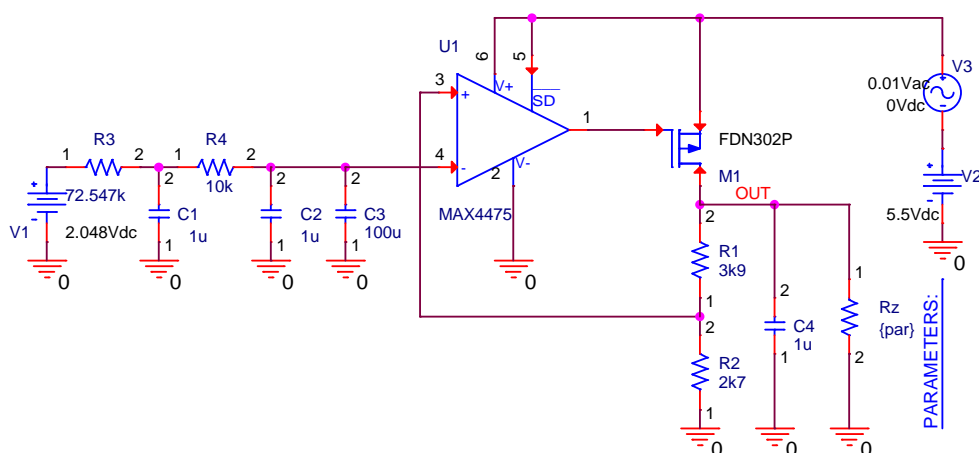 U1
6
5
V+
SD
3
+
4
-
2
V-
1
MAX4475
R3
1
2
72.547k
R4
1
2
10k
+
-
V1
2.048Vdc
0
2
C1
1u
1
0
2
C2
1u
1
0
2
C3
100u
1
0
0
FDN302P
M1
OUT
2
R1
3k9
1
2
R2
2k7
1
0
2
C4
1u
1
0
1
Rz
{par}
2
0
V3
0.01Vac
0Vdc
+
-
V2
5.5Vdc
0
PARAMETERS: